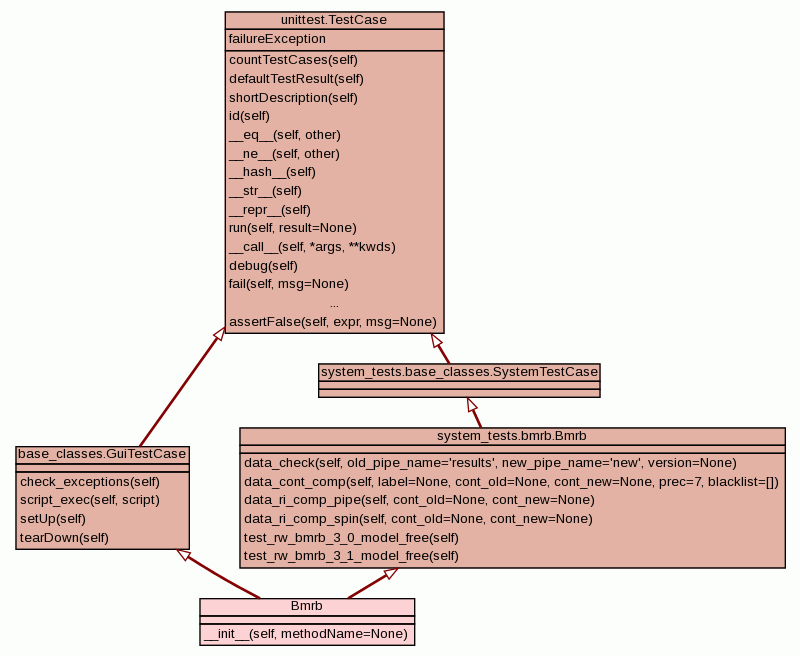 unittest.TestCase
failureException
countTestCases(self)
defaultTestResult(self)
shortDescription(self)
id(self)
__eq__(self, other)
__ne__(self, other)
__hash__(self)
__str__(self)
__repr__(self)
run(self, result=None)
__call__(self, *args, **kwds)
debug(self)
fail(self, msg=None)
...
assertFalse(self, expr, msg=None)
system_tests.base_classes.SystemTestCase
base_classes.GuiTestCase
check_exceptions(self)
script_exec(self, script)
setUp(self)
tearDown(self)
system_tests.bmrb.Bmrb
data_check(self, old_pipe_name='results', new_pipe_name='new', version=None)
data_cont_comp(self, label=None, cont_old=None, cont_new=None, prec=7, blacklist=[])
data_ri_comp_pipe(self, cont_old=None, cont_new=None)
data_ri_comp_spin(self, cont_old=None, cont_new=None)
test_rw_bmrb_3_0_model_free(self)
test_rw_bmrb_3_1_model_free(self)
Bmrb
__init__(self, methodName=None)